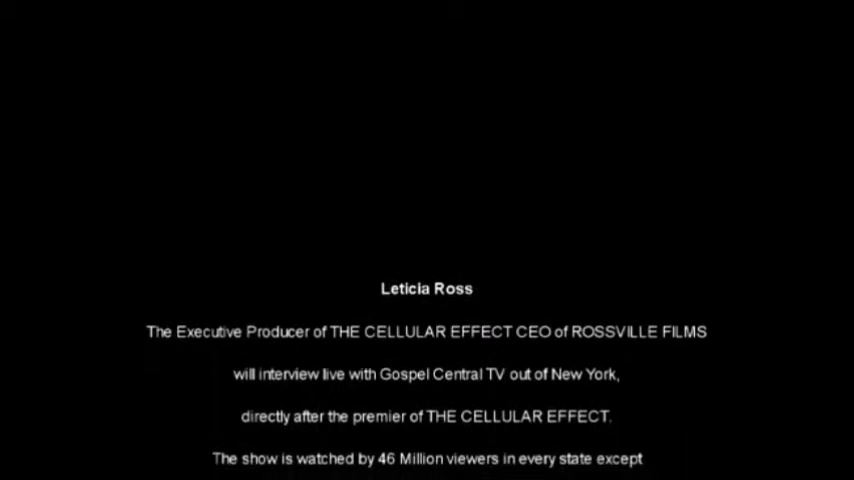 Leticia Ross
The Executive Producer of THE CELLULAR EFFECT CEO of ROSSVILLE FILMS
will interview live with Gospel Central TV out of New York,
directly after the premier of THE CELLULAR EFFECT.
The show is watched by 46 Million viewers in every state except